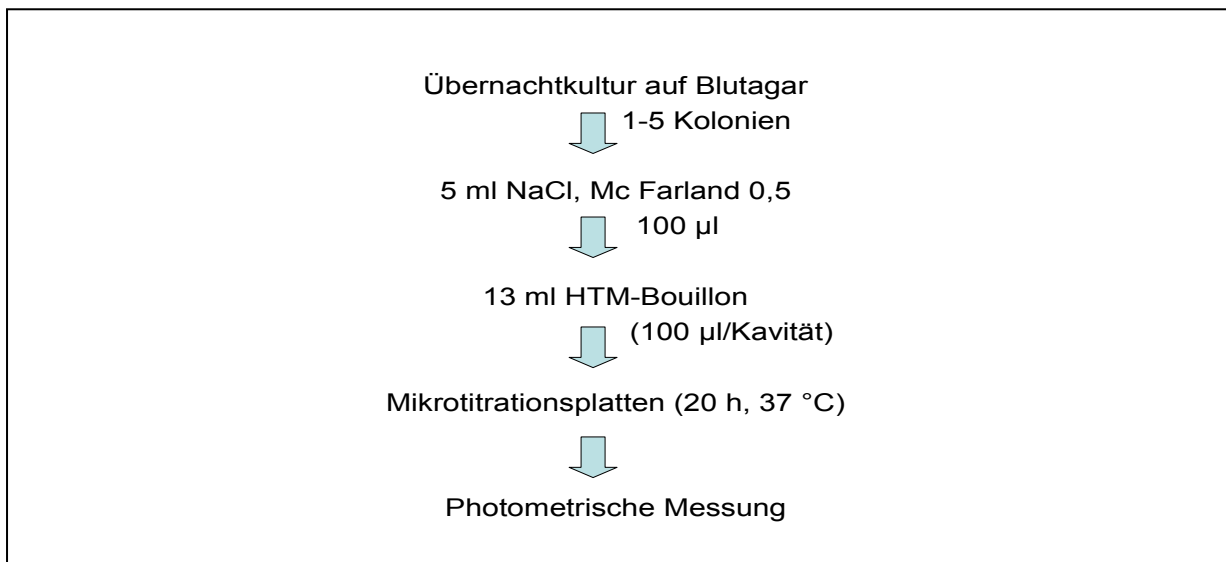 Übernachtkultur auf Blutagar
1-5 Kolonien
5 ml NaCl, Mc Farland 0,5
100 µl
13 ml HTM-Bouillon
(100 µl/Kavität)
Mikrotitrationsplatten (20 h, 37 °C)
Photometrische Messung